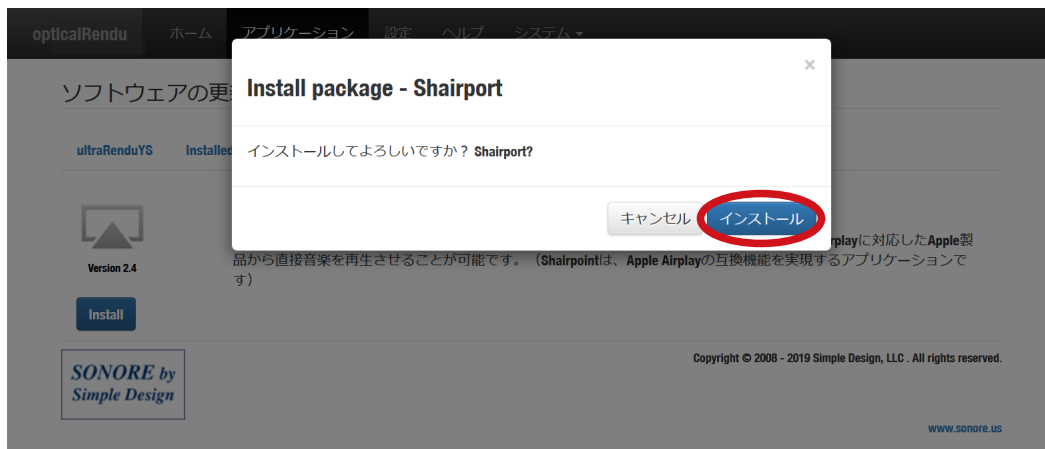 optIcalRendu ホーム アプリケーション 設定 ヘルプ システム
×
ソフトウェアの更
Install package - Shairport
ultraRenduYS Installed
インストールしてよろしいですか？ Shairport?
キャンセル インストール
rplayに対応したApple製
Version 2.4
品から直接音楽を再生させることが可能です。（Shairpointは、Apple Airplayの互換機能を実現するアプリケーションで
す）
Install
SONORE by
Simple Design
Copyright © 2008 - 2019 Simple Design, LLC . All rights reserved.
www.sonore.us